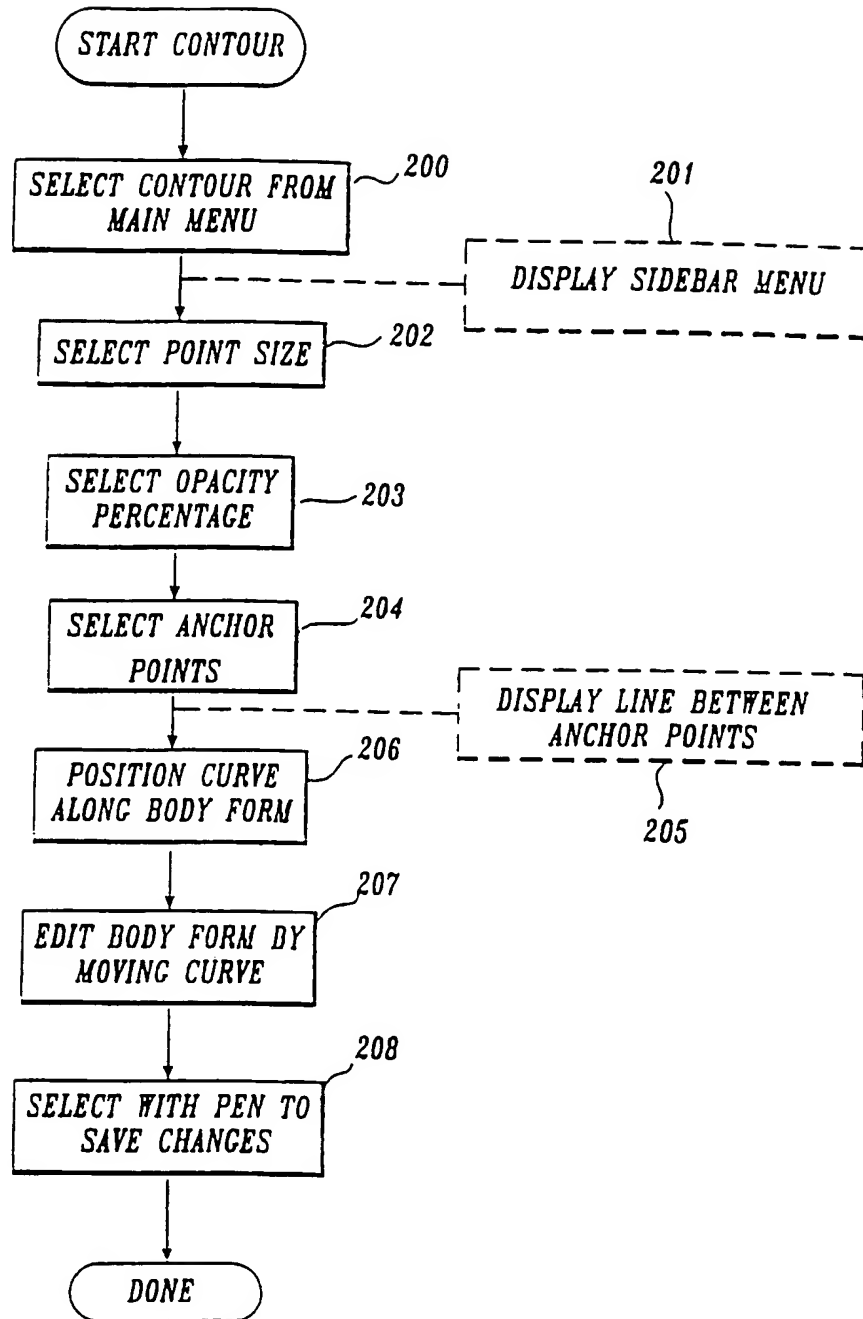 START CONTOUR
200
SELECT CONTOUR FROM
MAIN MENU
201
DISPLAY SIDEBAR MENU
SELECT POINT SIZE
202
SELECT OPACITY
PERCENTAGE
203
204
SELECT ANCHOR
POINTS
DISPLAY LINE BETWEEN
ANCHOR POINTS
205
206
POSITION CURVE
ALONG BODY FORM
207
EDIT BODY FORM BY
MOVING CURVE
208
SELECT WITH PEN TO
SAVE CHANGES
DONE